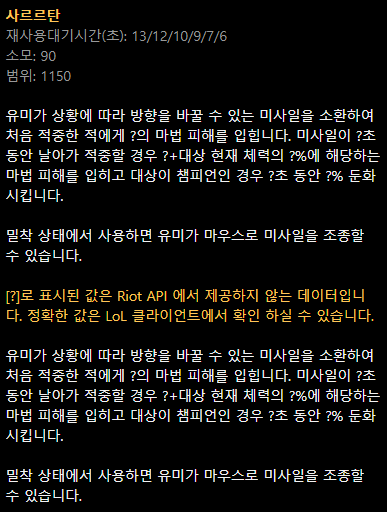 사르르탄
재사용대기시간(초): 13/12/10/9/7/6
소모: 90
범위: 1150
유미가 상황에 따라 방향을 바꿀 수 있는 미사일을 소환하여
처음 적중한 적에게 ?의 마법 피해를 입힙니다. 미사일이 ?초
동안 날아가 적중할 경우 ?+대상 현재 체력의 ?%에 해당하는
마법 피해를 입히고 대상이 챔피언인 경우 ?초 동안 ?% 둔화
시킵니다.
밀착 상태에서 사용하면 유미가 마우스로 미사일을 조종할
수 있습니다.
[?]로 표시된 값은 Riot API 에서 제공하지 않는 데이터입니
다. 정확한 값은 LoL 클라이언트에서 확인 하실 수 있습니다.
유미가 상황에 따라 방향을 바꿀 수 있는 미사일을 소환하여
처음 적중한 적에게 ?의 마법 피해를 입힙니다. 미사일이 ?초
동안 날아가 적중할 경우 ?+대상 현재 체력의 ?%에 해당하는
마법 피해를 입히고 대상이 챔피언인 경우 ?초 동안 ?% 둔화
시킵니다.
밀착 상태에서 사용하면 유미가 마우스로 미사일을 조종할
수 있습니다.